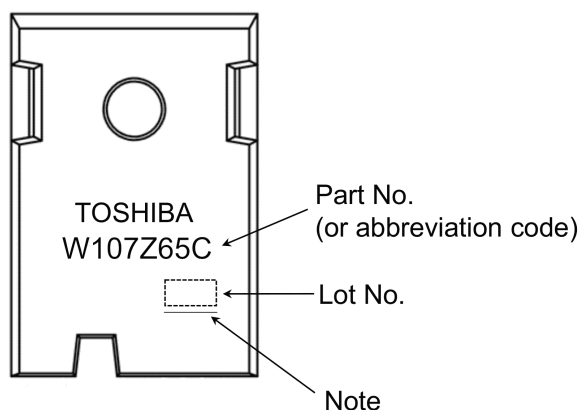 TOSHIBA
W107Z65C
Part No.
(or abbreviation code)
Lot No.
Note